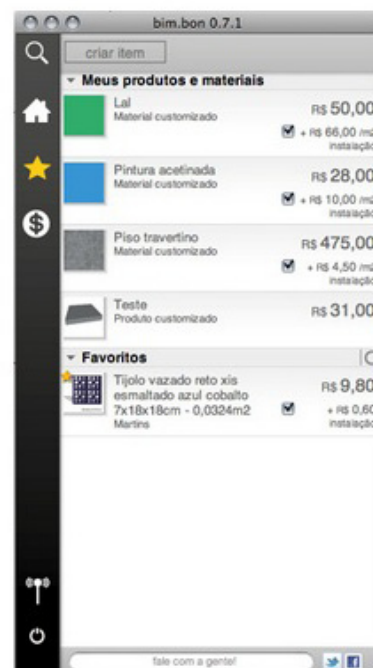 bim.bon 0.7.1
criar item
Meus produtos e materiais
Lal
Material customizado
R$ 50,00
+ R$ 66,00 /m2
instalação
Pintura acetinada
Material customizado
R$ 28,00
+ R$ 10,00 /m2
instalação
Piso travertino
Material customizado
R$ 475,00
+ R$ 4,50 /m2
instalação
Teste
Produto customizado
R$ 31,00
Favoritos
Tijolo vazado reto xis
esmaltado azul cobalto
7x18x18cm - 0,0324m2
Martins
R$ 9,80
+ R$ 0,60
instalação
fale com a gente!